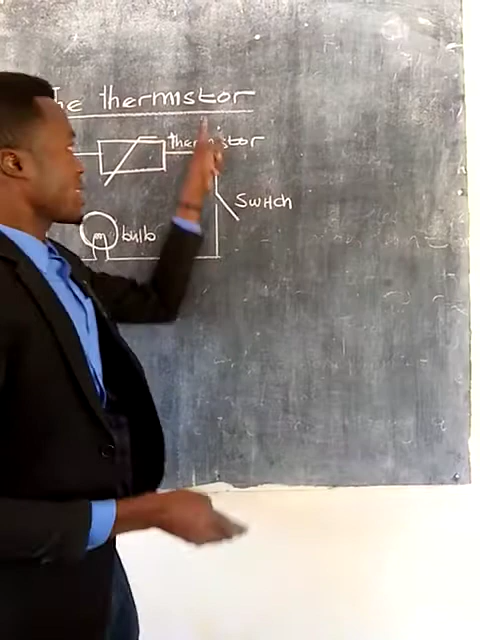 he thermistor
thermistor
Switch
bulb